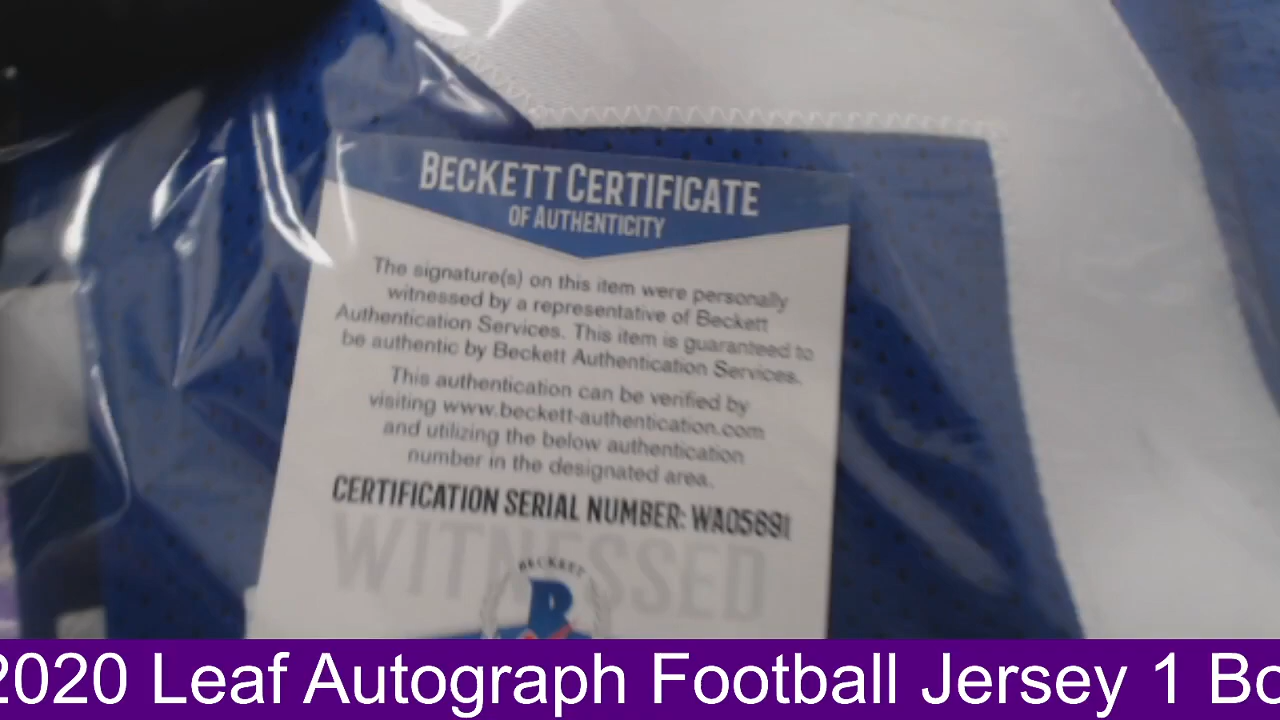 BECKETT CERTIFICATE
OF AUTHENTICITY
The signature(s) on this item were personally
witnessed by a representative of Beckett
Authentication Services. This item is guaranteed to
be authentic by Beckett Authentication Services.
This authentication can be verified by
visiting www.beckett-authentication.com
and utilizing the below authentication
number in the designated area.
CERTIFICATION SERIAL NUMBER: WA05691
WITNESSED
BECKETT
B
2020 Leaf Autograph Football Jersey 1 Bo